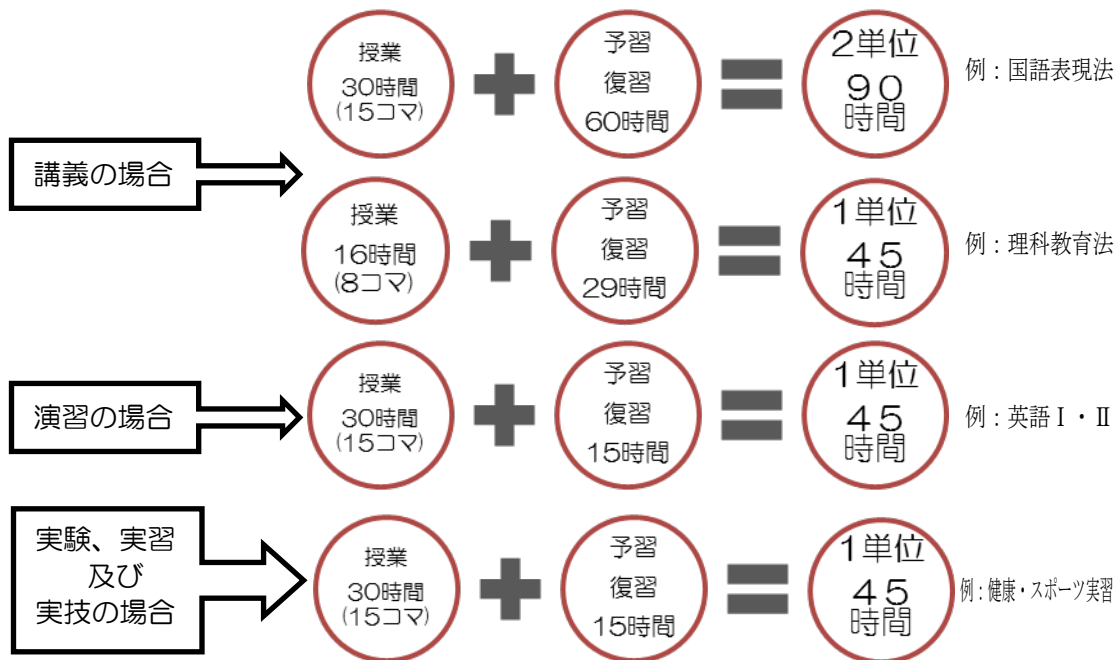 授業
30時間
(15コマ)
予習
復習
60時間
2単位
90
時間
例：国語表現法
講義の場合
授業
16時間
(8コマ)
予習
復習
29時間
1単位
45
時間
例：理科教育法
演習の場合
授業
30時間
(15コマ)
予習
復習
15時間
1単位
45
時間
例：英語Ⅰ・Ⅱ
実験、実習
及び
実技の場合
授業
30時間
(15コマ)
予習
復習
15時間
1単位
45
時間
例：健康・スポーツ実習